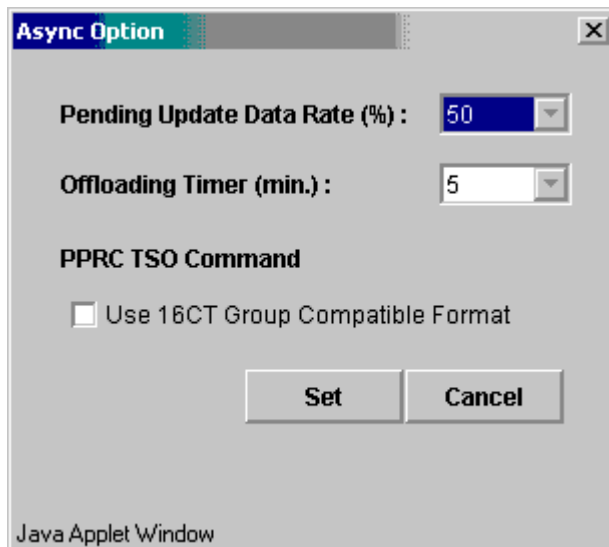 Async Option
Pending Update Data Rate (%) : 50
Offloading Timer (min.) : 5
PPRC TSO Command
Use 16CT Group Compatible Format
Set Cancel
Java Applet Window